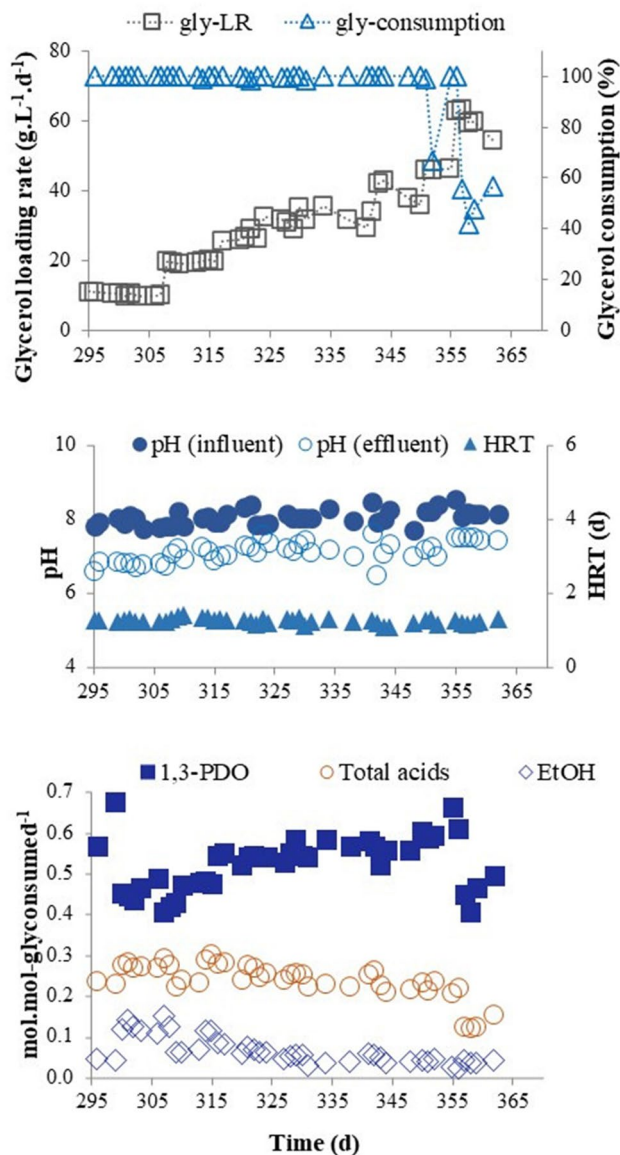 gly-LR gly-consumption
Glycerol loading rate (g.L⁻¹.d⁻¹)
80
60
40
20
0
Glycerol consumption (%)
100
80
60
40
20
0
295 305 315 325 335 345 355 365
pH (influent) pH (effluent) HRT
pH
10
8
6
4
HRT (d)
6
4
2
0
295 305 315 325 335 345 355 365
1,3-PDO Total acids EtOH
mol.mol-glyconsumed⁻¹
0.7
0.6
0.5
0.4
0.3
0.2
0.1
0.0
295 305 315 325 335 345 355 365
Time (d)